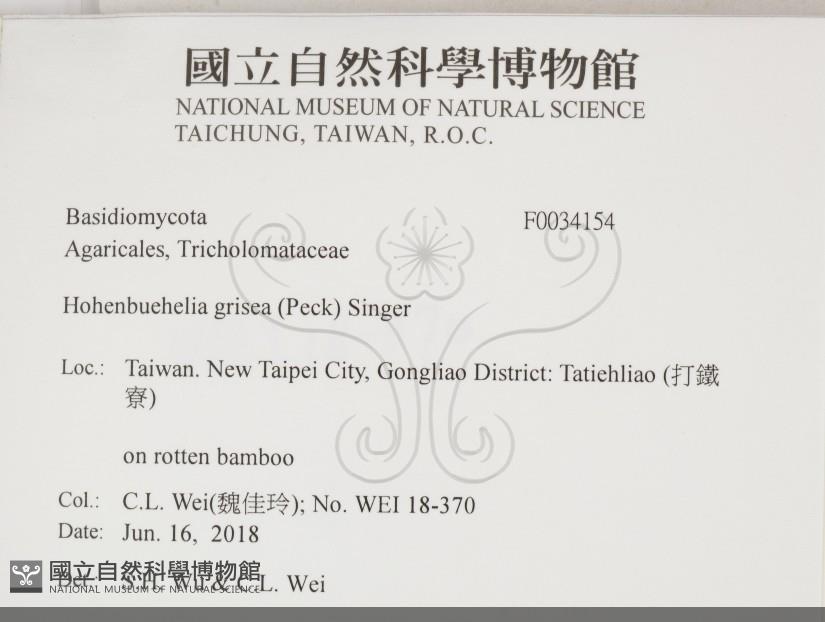 國立自然科學博物館
NATIONAL MUSEUM OF NATURAL SCIENCE
TAICHUNG, TAIWAN, R.O.C.
Basidiomycota F0034154
Agaricales, Tricholomataceae
Hohenbuehelia grisea (Peck) Singer
Loc.: Taiwan. New Taipei City, Gongliao District: Tatiehliao (打鐵
寮)
on rotten bamboo
Col.: C.L. Wei(魏佳玲); No. WEI 18-370
Date: Jun. 16, 2018
Det.: S.H. Wu & C.L. Wei
國立自然科學博物館
NATIONAL MUSEUM OF NATURAL SCIENCE